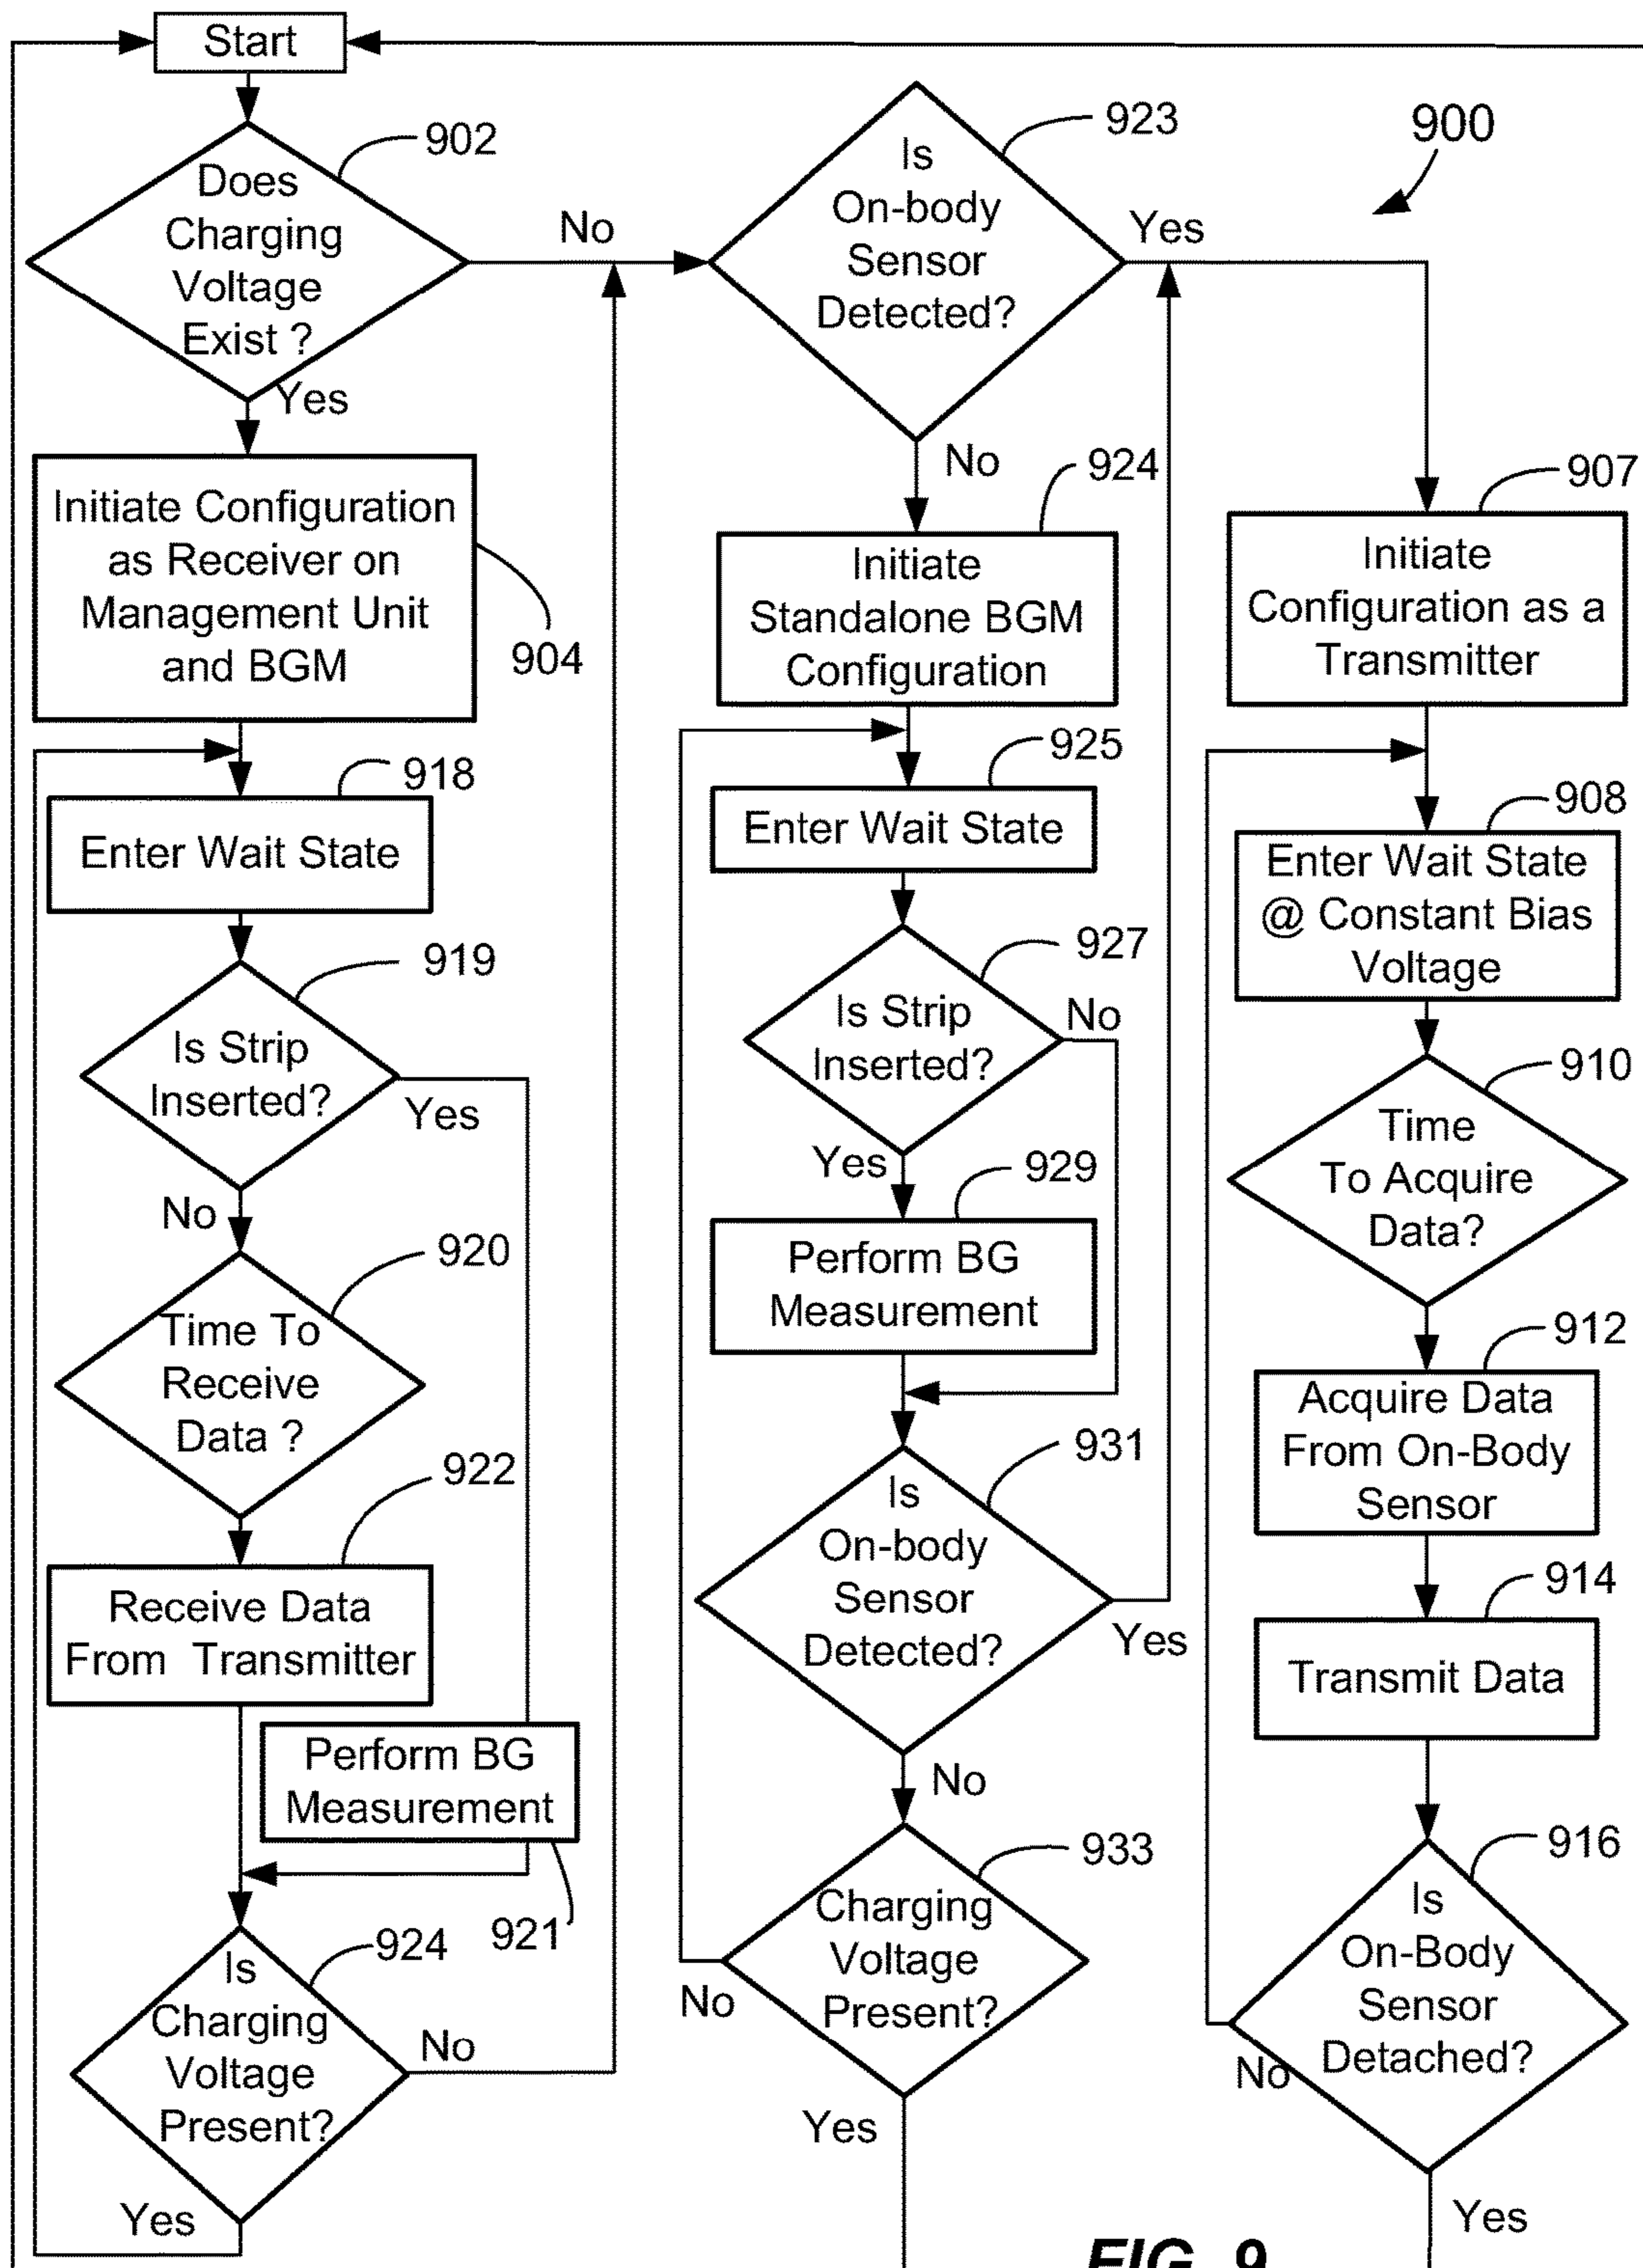 Start
902
Does
Charging
Voltage
Exist ?
No
Yes
Initiate Configuration
as Receiver on
Management Unit
and BGM
904
918
Enter Wait State
919
Is Strip
Inserted?
Yes
No
920
Time To
Receive
Data ?
922
Receive Data
From Transmitter
Perform BG
Measurement
921
924
Is
Charging
Voltage
Present?
No
Yes
923
Is
On-body
Sensor
Detected?
Yes
No
924
Initiate
Standalone BGM
Configuration
925
Enter Wait State
927
Is Strip
Inserted?
No
Yes
929
Perform BG
Measurement
931
Is
On-body
Sensor
Detected?
Yes
No
933
Charging
Voltage
Present?
No
Yes
900
907
Initiate
Configuration as a
Transmitter
908
Enter Wait State
@ Constant Bias
Voltage
910
Time
To Acquire
Data?
912
Acquire Data
From On-Body
Sensor
914
Transmit Data
916
Is
On-Body
Sensor
Detached?
No
Yes
FIG. 9